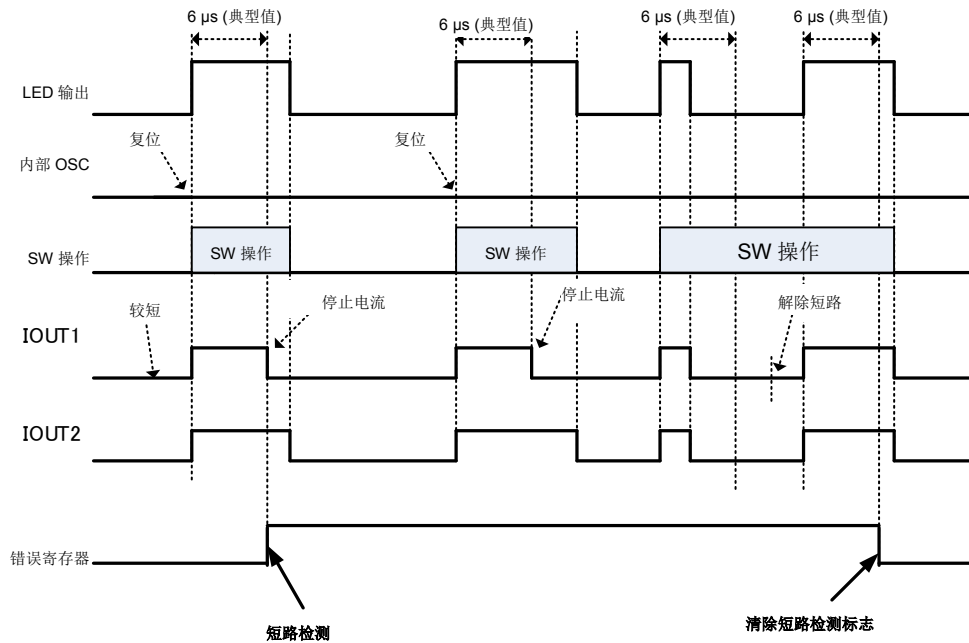 6 μs (典型值)
6 μs (典型值)
6 μs (典型值)
6 μs (典型值)
LED 输出
复位
复位
内部 OSC
SW 操作
SW 操作
SW 操作
SW 操作
较短
停止电流
停止电流
解除短路
IOUT1
IOUT2
错误寄存器
短路检测
清除短路检测标志